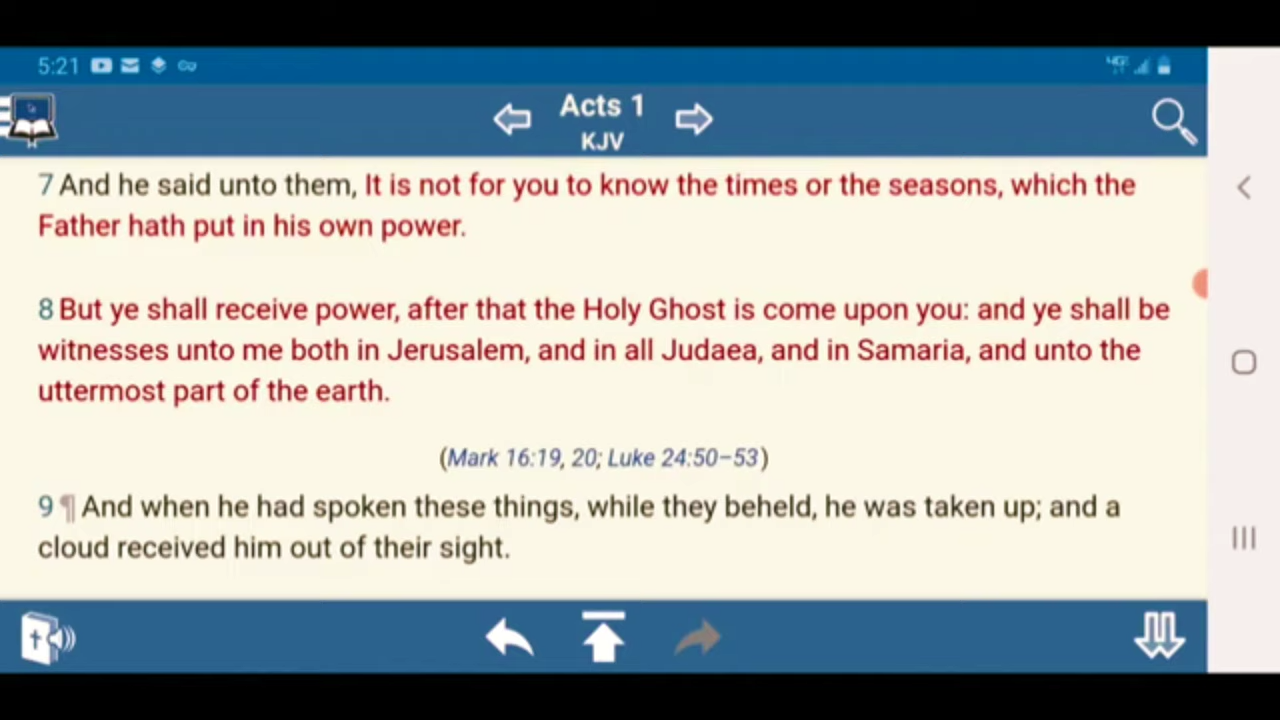 5:21
Acts 1
KJV
7 And he said unto them, It is not for you to know the times or the seasons, which the
Father hath put in his own power.
8 But ye shall receive power, after that the Holy Ghost is come upon you: and ye shall be
witnesses unto me both in Jerusalem, and in all Judaea, and in Samaria, and unto the
uttermost part of the earth.
(Mark 16:19, 20; Luke 24:50–53)
9 ¶ And when he had spoken these things, while they beheld, he was taken up; and a
cloud received him out of their sight.